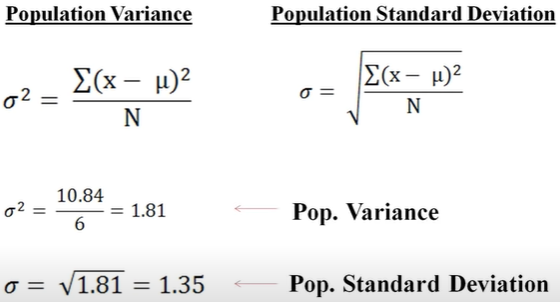 Population Variance
Population Standard Deviation
σ² = Σ(x − μ)² / N
σ = √(Σ(x − μ)² / N)
σ² = 10.84 / 6 = 1.81
Pop. Variance
σ = √1.81 = 1.35
Pop. Standard Deviation